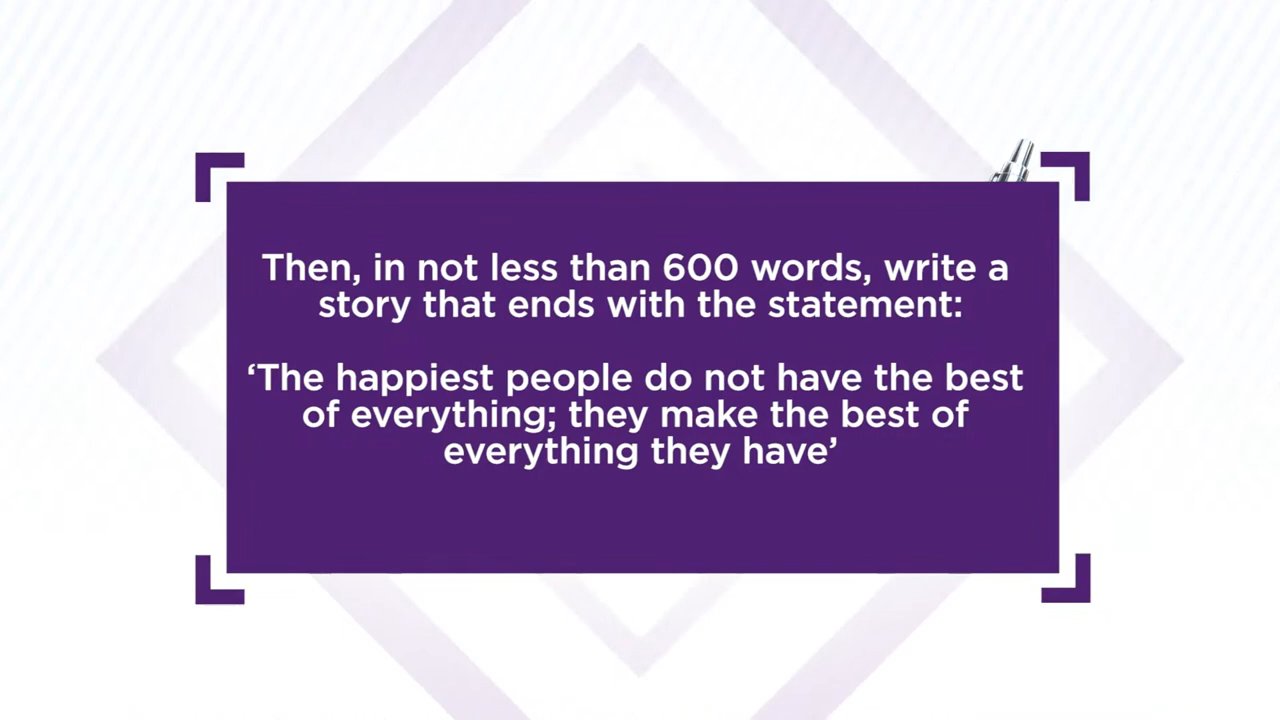 Then, in not less than 600 words, write a
story that ends with the statement:
‘The happiest people do not have the best
of everything; they make the best of
everything they have’